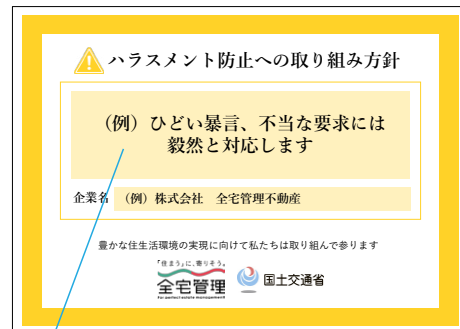 ハラスメント防止への取り組み方針
（例）ひどい暴言、不当な要求には
毅然と対応します
企業名 （例）株式会社　全宅管理不動産
豊かな住生活環境の実現に向けて私たちは取り組んで参ります
「住まう」に、寄りそう。
全宅管理
For perfect estate management
国土交通省